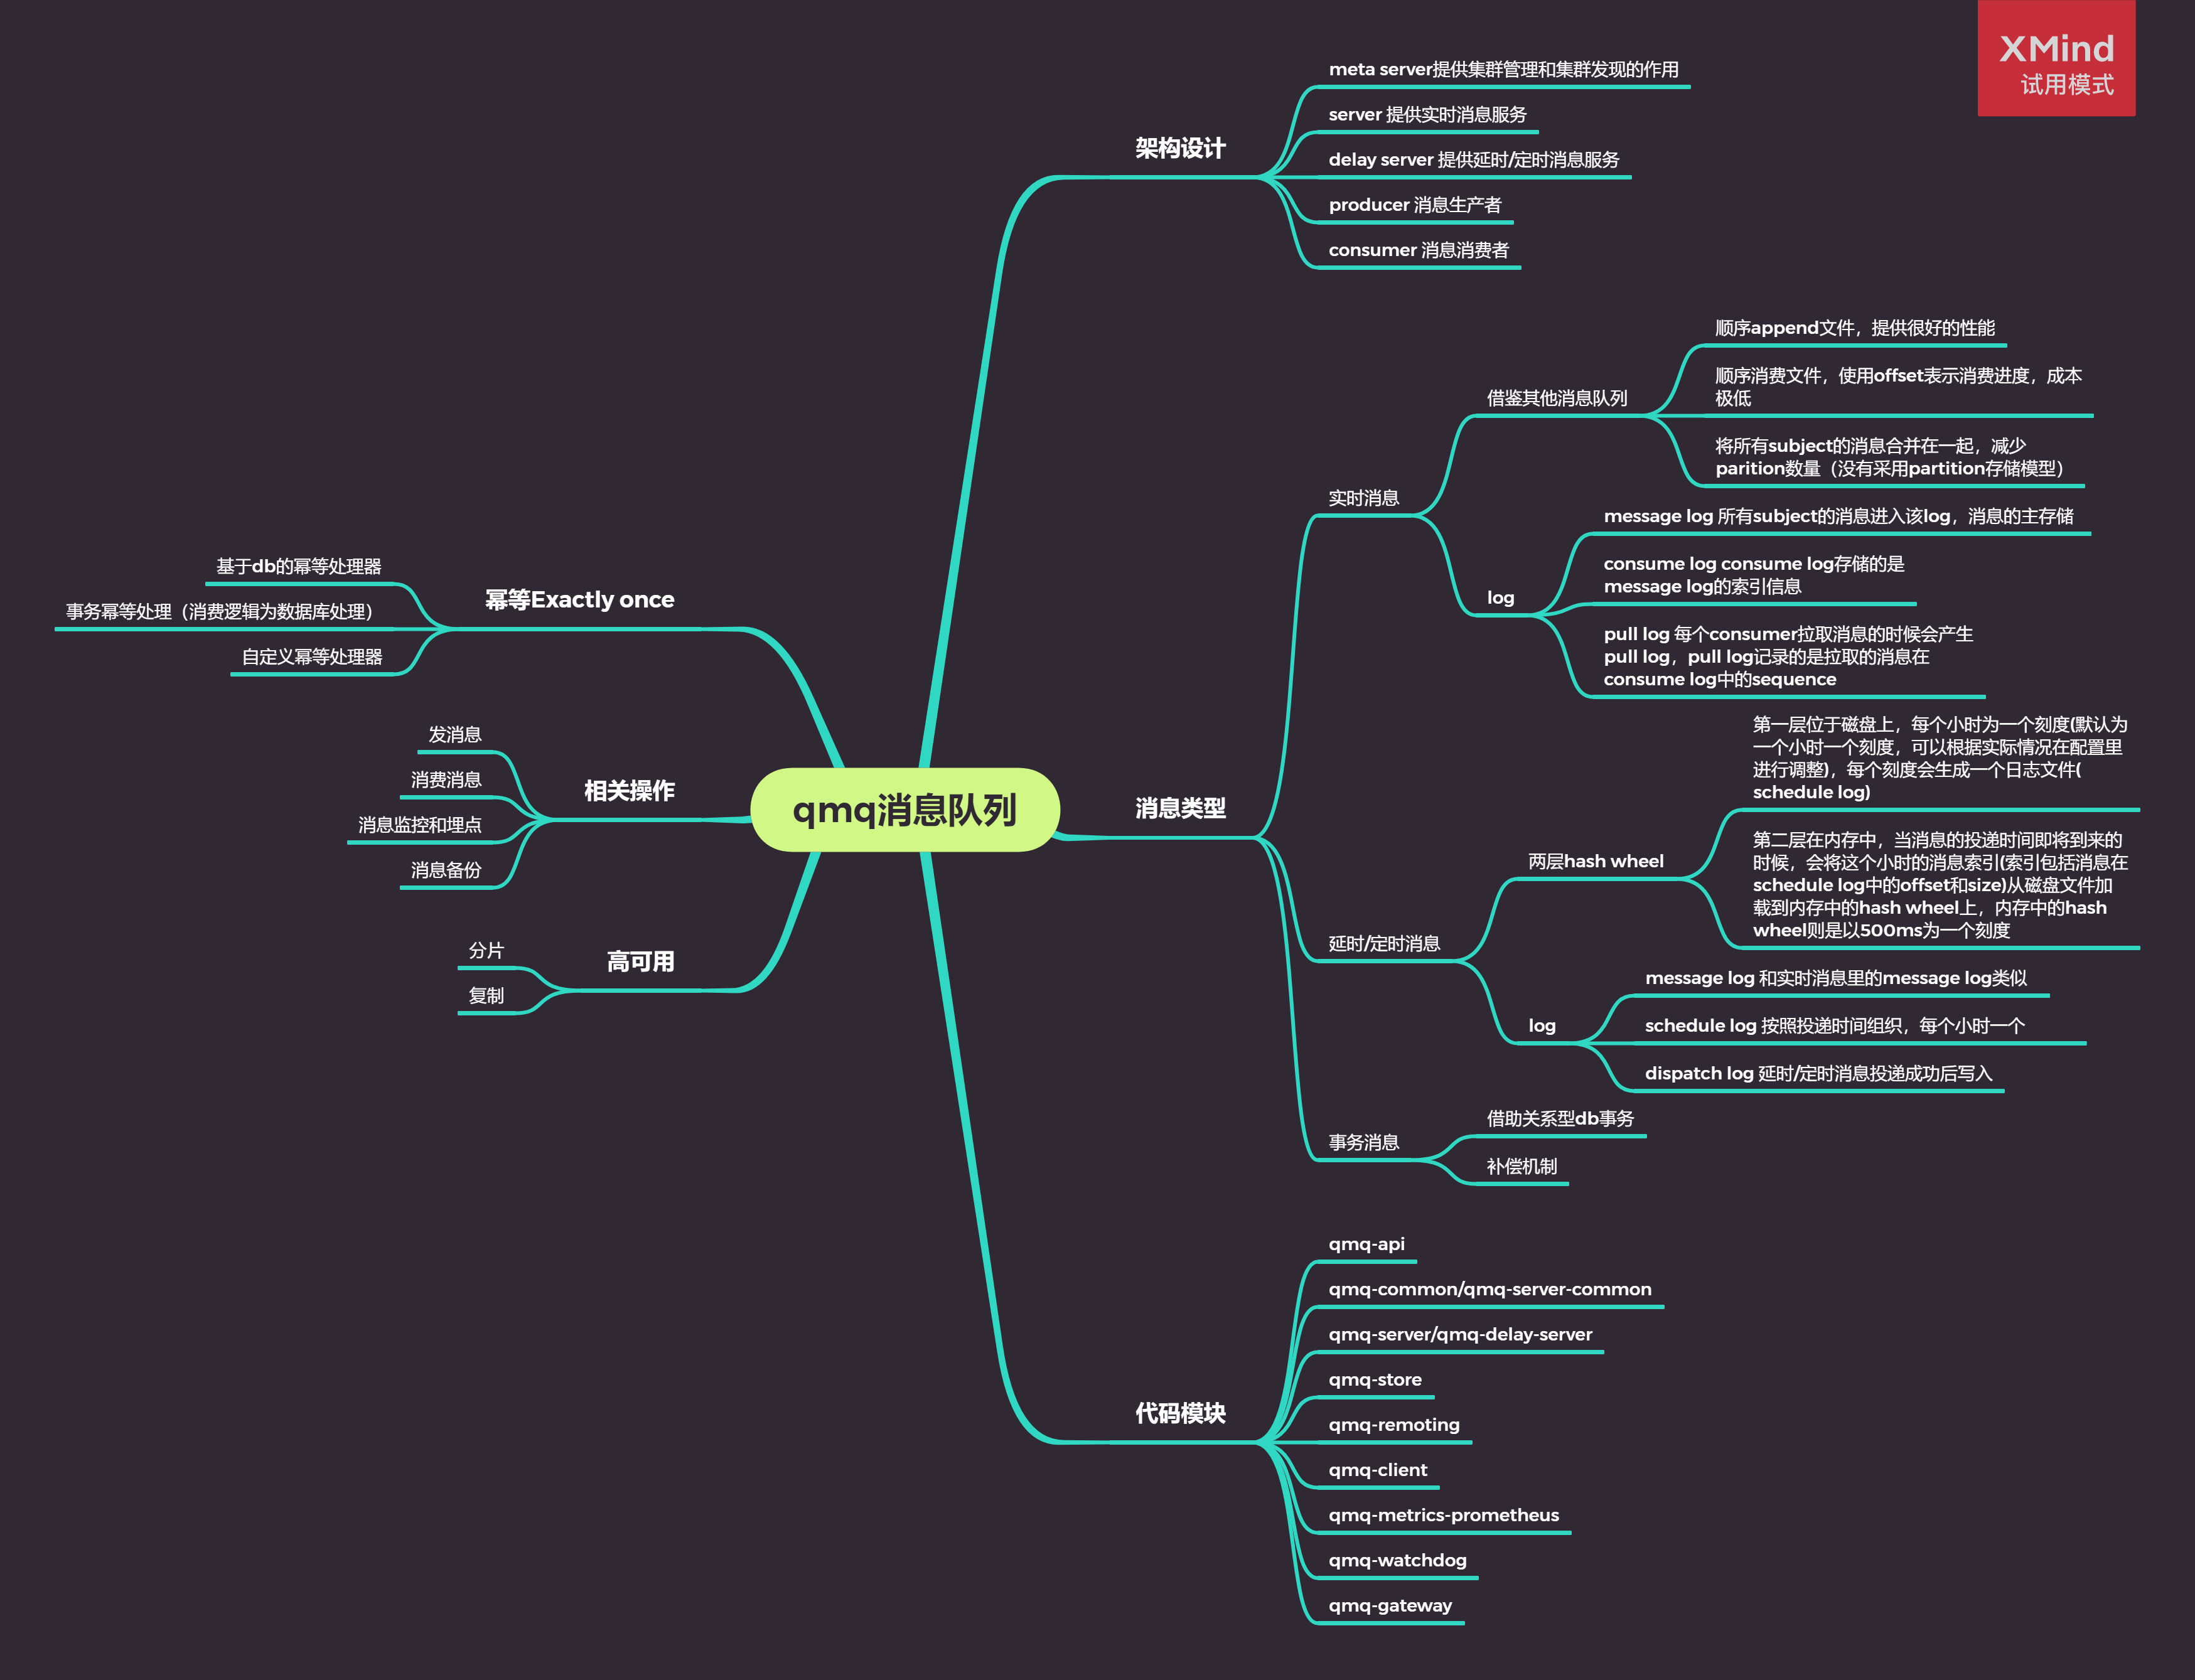 XMind
试用模式
qmq消息队列
架构设计
meta server提供集群管理和集群发现的作用
server 提供实时消息服务
delay server 提供延时/定时消息服务
producer 消息生产者
consumer 消息消费者
消息类型
实时消息
借鉴其他消息队列
顺序append文件，提供很好的性能
顺序消费文件，使用offset表示消费进度，成本
极低
将所有subject的消息合并在一起，减少
parition数量（没有采用partition存储模型）
log
message log 所有subject的消息进入该log，消息的主存储
consume log consume log存储的是
message log的索引信息
pull log 每个consumer拉取消息的时候会产生
pull log，pull log记录的是拉取的消息在
consume log中的sequence
延时/定时消息
两层hash wheel
第一层位于磁盘上，每个小时为一个刻度(默认为
一个小时一个刻度，可以根据实际情况在配置里
进行调整)，每个刻度会生成一个日志文件(
schedule log)
第二层在内存中，当消息的投递时间即将到来的
时候，会将这个小时的消息索引(索引包括消息在
schedule log中的offset和size)从磁盘文件加
载到内存中的hash wheel上，内存中的hash
wheel则是以500ms为一个刻度
log
message log 和实时消息里的message log类似
schedule log 按照投递时间组织，每个小时一个
dispatch log 延时/定时消息投递成功后写入
事务消息
借助关系型db事务
补偿机制
代码模块
qmq-api
qmq-common/qmq-server-common
qmq-server/qmq-delay-server
qmq-store
qmq-remoting
qmq-client
qmq-metrics-prometheus
qmq-watchdog
qmq-gateway
幂等Exactly once
基于db的幂等处理器
事务幂等处理（消费逻辑为数据库处理）
自定义幂等处理器
相关操作
发消息
消费消息
消息监控和埋点
消息备份
高可用
分片
复制